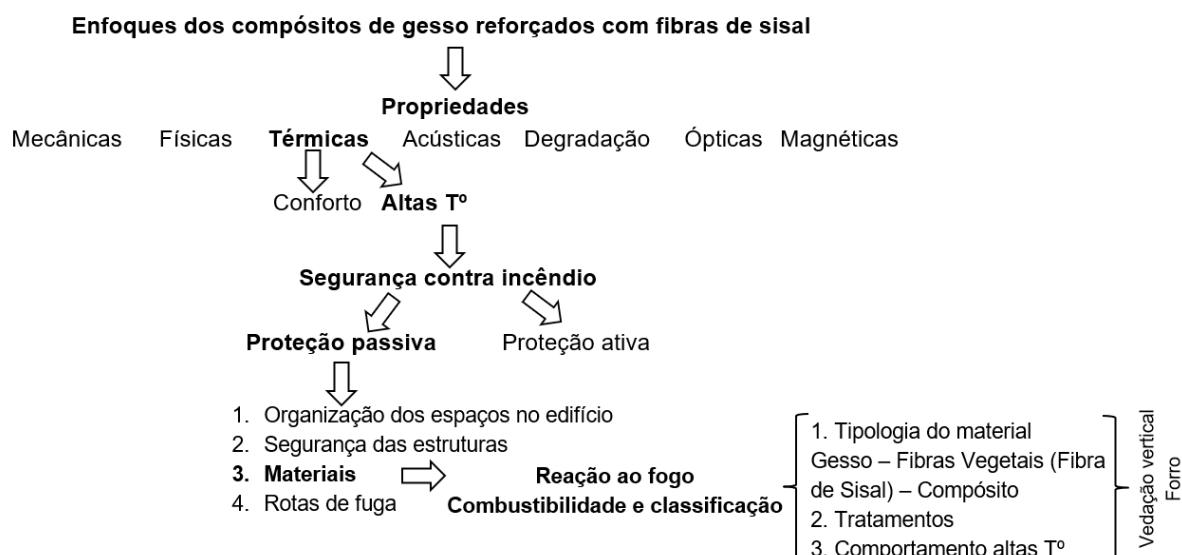 Enfoques dos compósitos de gesso reforçados com fibras de sisal
Propriedades
Mecânicas Físicas Térmicas Acústicas Degradação Ópticas Magnéticas
Conforto Altas Tº
Segurança contra incêndio
Proteção passiva Proteção ativa
1. Organização dos espaços no edifício
2. Segurança das estruturas
3. Materiais
4. Rotas de fuga
Reação ao fogo
Combustibilidade e classificação
1. Tipologia do material
Gesso – Fibras Vegetais (Fibra
de Sisal) – Compósito
2. Tratamentos
3. Comportamento altas Tº
Vedação vertical
Forro